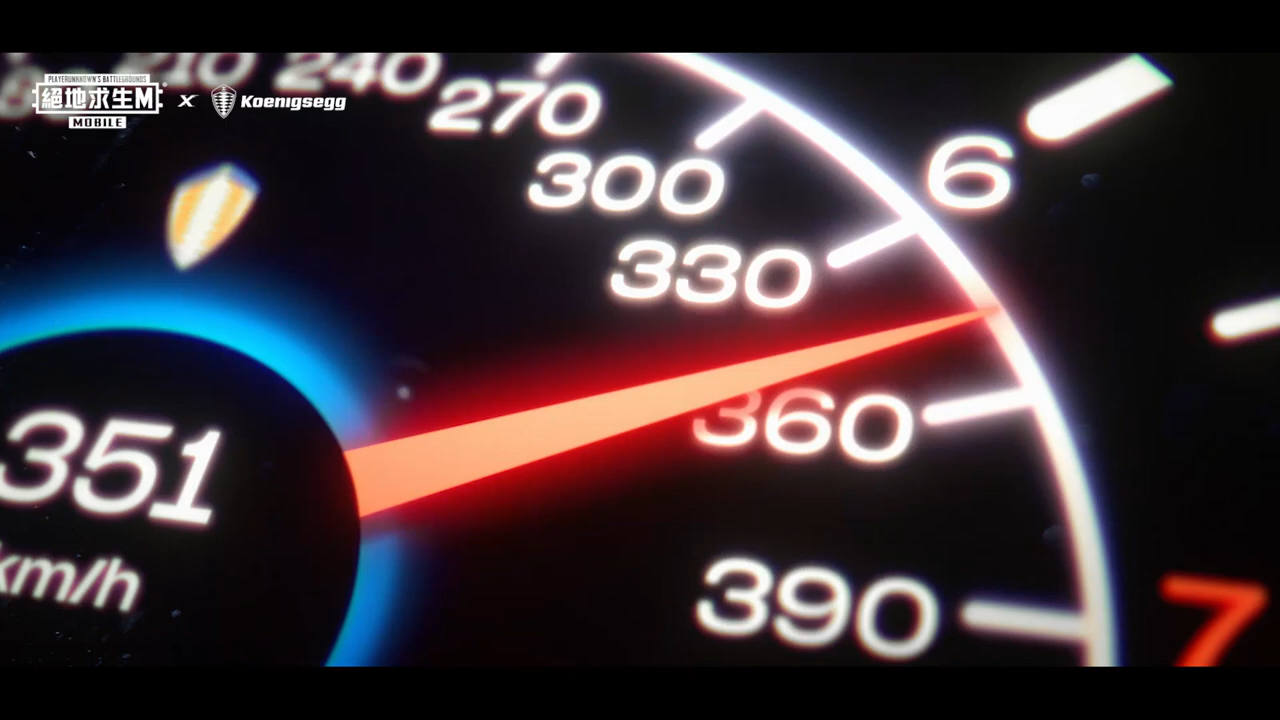 PLAYERUNKNOWN'S BATTLEGROUNDS
絕地求生M
MOBILE
X
Koenigsegg
210
240
270
300
330
360
390
6
7
351
km/h